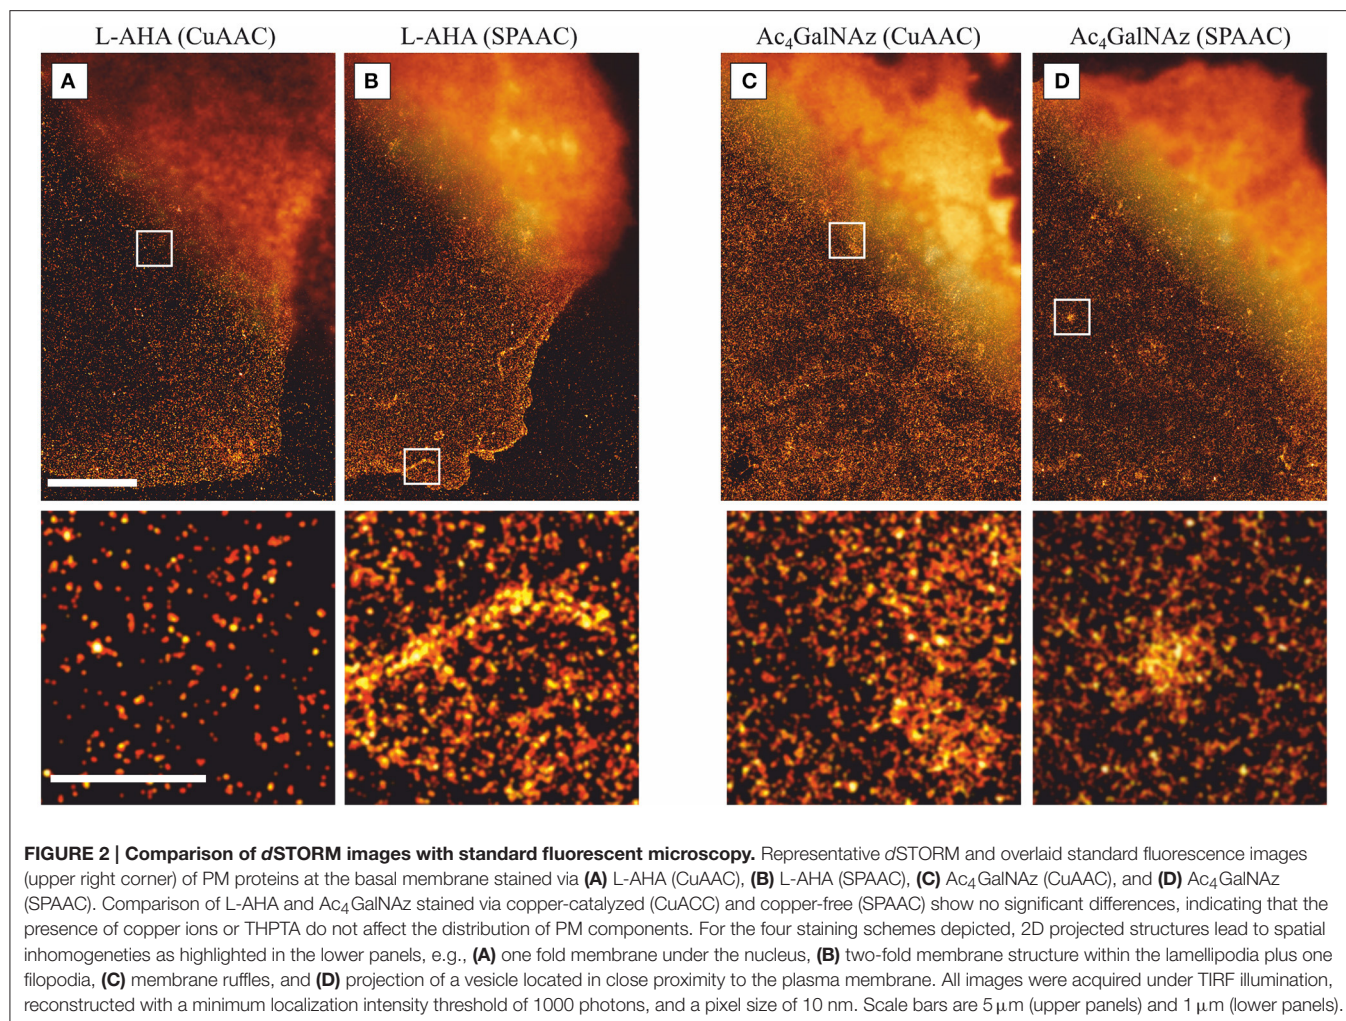 L-AHA (CuAAC)
L-AHA (SPAAC)
Ac₄GalNAz (CuAAC)
Ac₄GalNAz (SPAAC)
A
B
C
D
FIGURE 2 | Comparison of dSTORM images with standard fluorescent microscopy. Representative dSTORM and overlaid standard fluorescence images
(upper right corner) of PM proteins at the basal membrane stained via (A) L-AHA (CuAAC), (B) L-AHA (SPAAC), (C) Ac₄GalNAz (CuAAC), and (D) Ac₄GalNAz
(SPAAC). Comparison of L-AHA and Ac₄GalNAz stained via copper-catalyzed (CuACC) and copper-free (SPAAC) show no significant differences, indicating that the
presence of copper ions or THPTA do not affect the distribution of PM components. For the four staining schemes depicted, 2D projected structures lead to spatial
inhomogeneties as highlighted in the lower panels, e.g., (A) one fold membrane under the nucleus, (B) two-fold membrane structure within the lamellipodia plus one
filopodia, (C) membrane ruffles, and (D) projection of a vesicle located in close proximity to the plasma membrane. All images were acquired under TIRF illumination,
reconstructed with a minimum localization intensity threshold of 1000 photons, and a pixel size of 10 nm. Scale bars are 5 μm (upper panels) and 1 μm (lower panels).